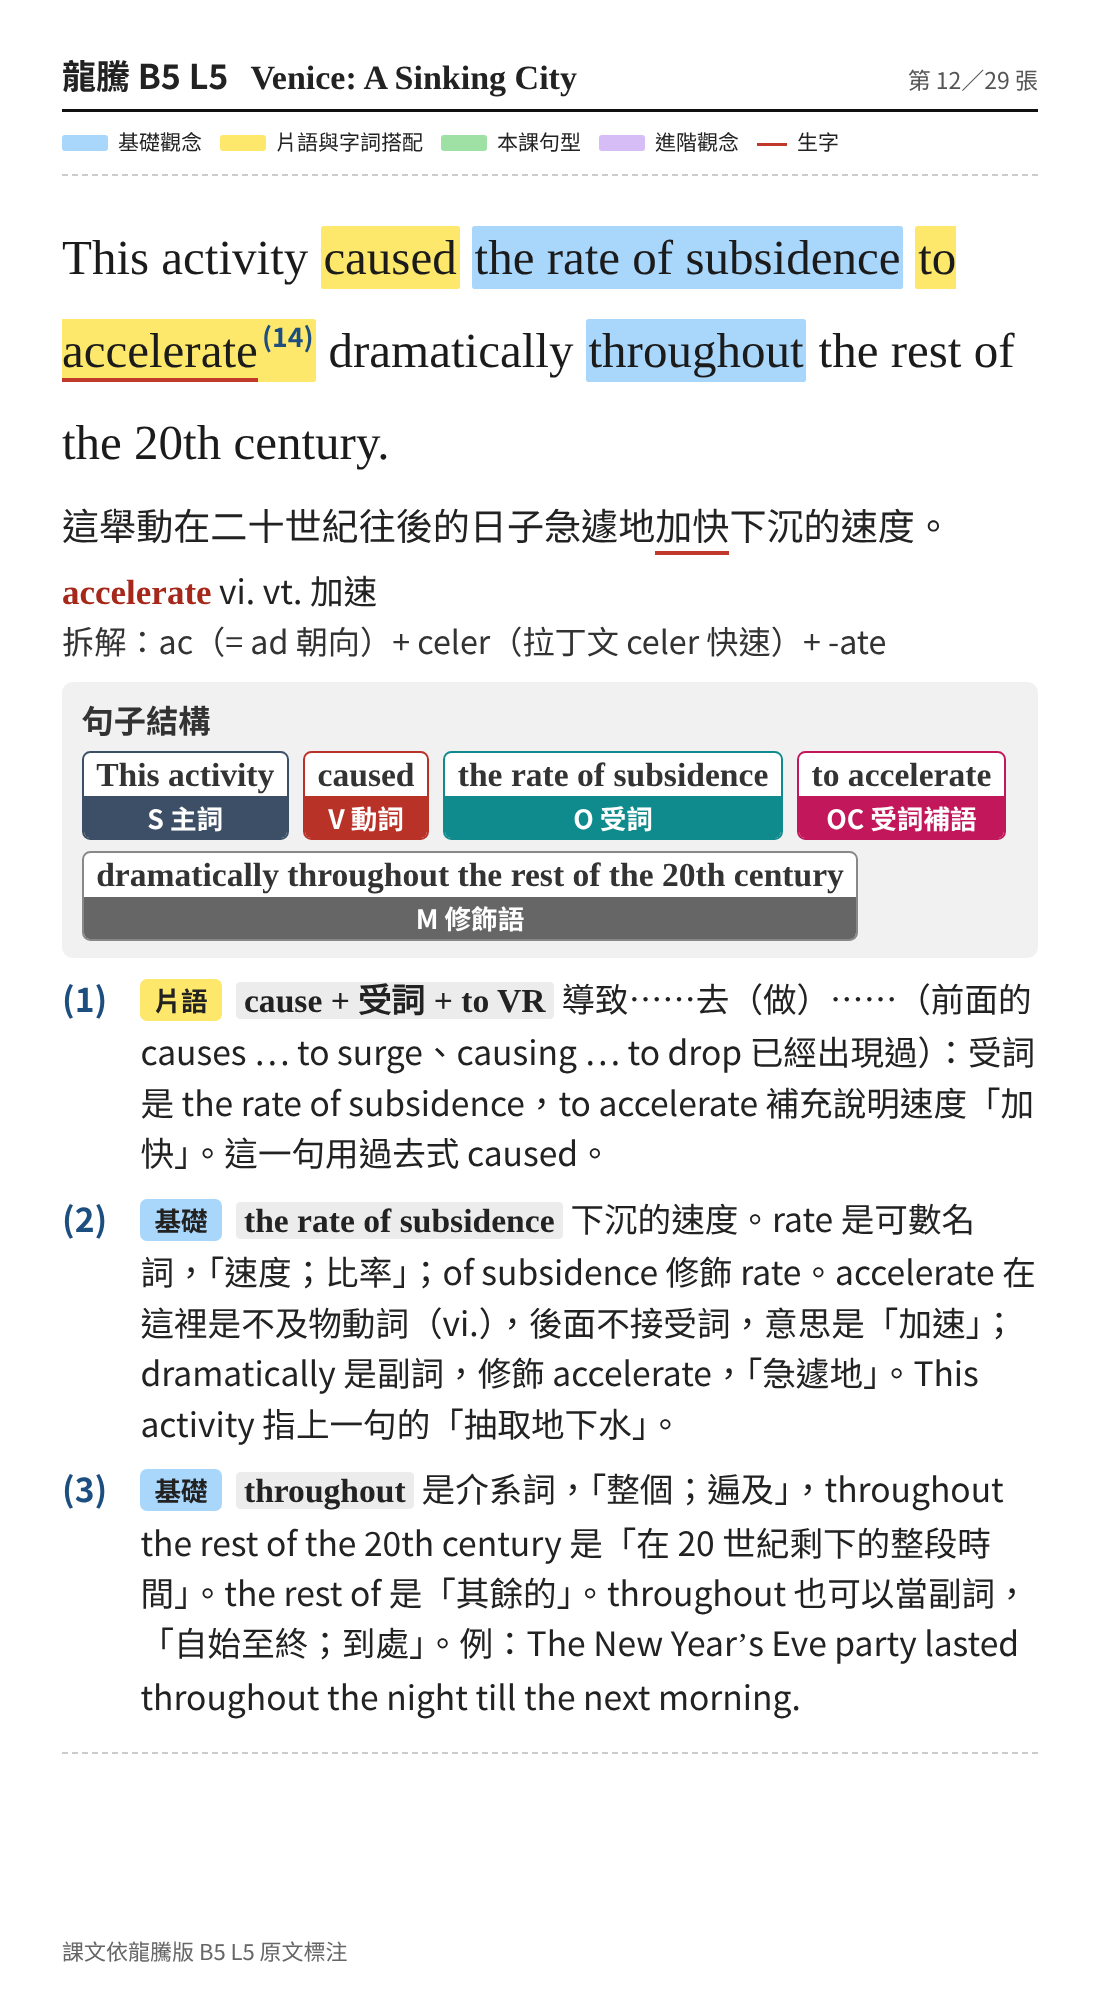 龍騰 B5 L5 Venice: A Sinking City 第 12／29 張
基礎觀念 片語與字詞搭配 本課句型 進階觀念 生字
This activity caused the rate of subsidence to
accelerate (14) dramatically throughout the rest of
the 20th century.
這舉動在二十世紀往後的日子急遽地加快下沉的速度。
accelerate vi. vt. 加速
拆解：ac（= ad 朝向）+ celer（拉丁文 celer 快速）+ -ate
句子結構
This activity caused the rate of subsidence to accelerate
S 主詞 V 動詞 O 受詞 OC 受詞補語
dramatically throughout the rest of the 20th century
M 修飾語
(1) 片語 cause + 受詞 + to VR 導致⋯⋯去（做）⋯⋯（前面的
causes … to surge、causing … to drop 已經出現過）：受詞
是 the rate of subsidence，to accelerate 補充說明速度「加
快」。這一句用過去式 caused。
(2) 基礎 the rate of subsidence 下沉的速度。rate 是可數名
詞，「速度；比率」；of subsidence 修飾 rate。accelerate 在
這裡是不及物動詞（vi.），後面不接受詞，意思是「加速」；
dramatically 是副詞，修飾 accelerate，「急遽地」。This
activity 指上一句的「抽取地下水」。
(3) 基礎 throughout 是介系詞，「整個；遍及」，throughout
the rest of the 20th century 是「在 20 世紀剩下的整段時
間」。the rest of 是「其餘的」。throughout 也可以當副詞，
「自始至終；到處」。例：The New Year’s Eve party lasted
throughout the night till the next morning.
課文依龍騰版 B5 L5 原文標注